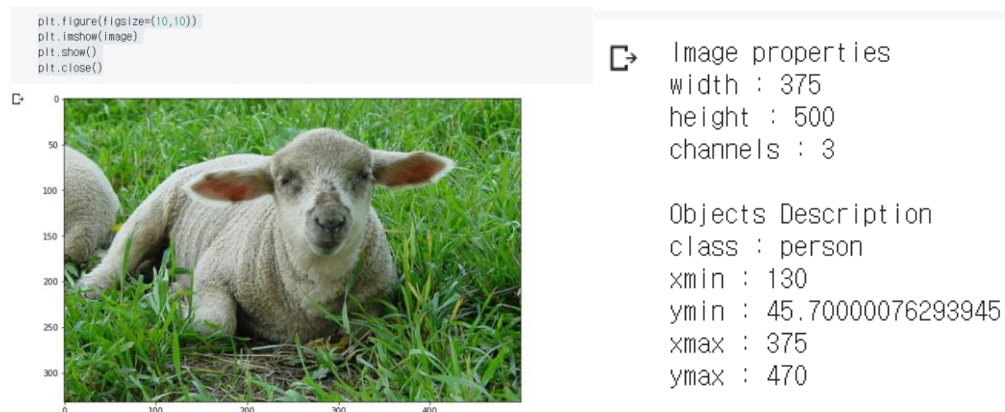 plt.figure(figsize=(10,10))
plt.imshow(image)
plt.show()
plt.close()
0
50
100
150
200
250
300
0
100
200
300
400
Image properties
width : 375
height : 500
channels : 3
Objects Description
class : person
xmin : 130
ymin : 45.70000076293945
xmax : 375
ymax : 470